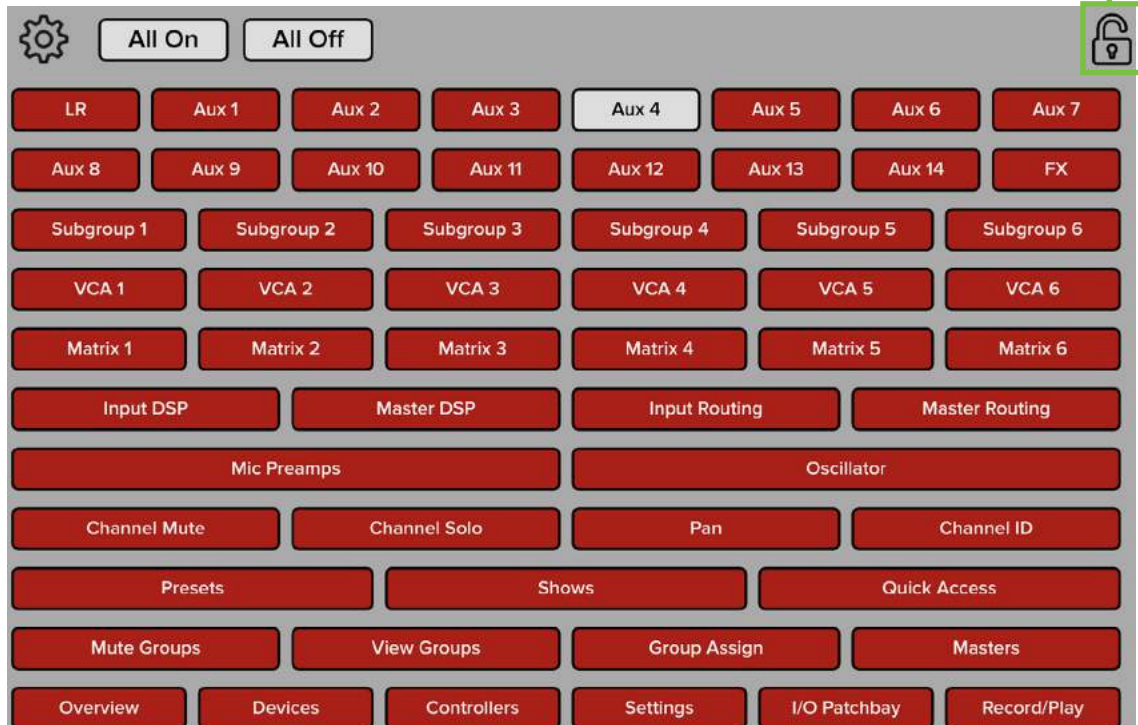 All On All Off
LR Aux 1 Aux 2 Aux 3 Aux 4 Aux 5 Aux 6 Aux 7
Aux 8 Aux 9 Aux 10 Aux 11 Aux 12 Aux 13 Aux 14 FX
Subgroup 1 Subgroup 2 Subgroup 3 Subgroup 4 Subgroup 5 Subgroup 6
VCA 1 VCA 2 VCA 3 VCA 4 VCA 5 VCA 6
Matrix 1 Matrix 2 Matrix 3 Matrix 4 Matrix 5 Matrix 6
Input DSP Master DSP Input Routing Master Routing
Mic Preamps Oscillator
Channel Mute Channel Solo Pan Channel ID
Presets Shows Quick Access
Mute Groups View Groups Group Assign Masters
Overview Devices Controllers Settings I/O Patchbay Record/Play